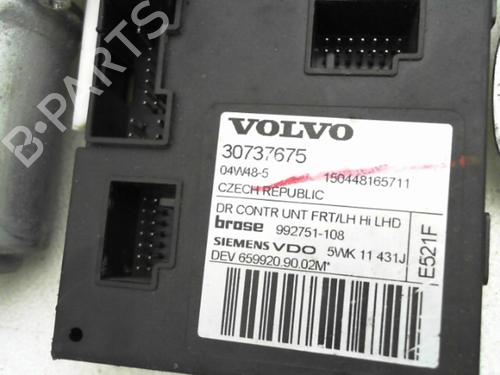 B-PARTS
VOLVO
30737675
04W48-5 150448165711
CZECH REPUBLIC
DR CONTR UNT FRT/LH Hi LHD
brose 992751-108
SIEMENS VDO 5WK 11 431J
DEV 659920.90.02M*
E521F